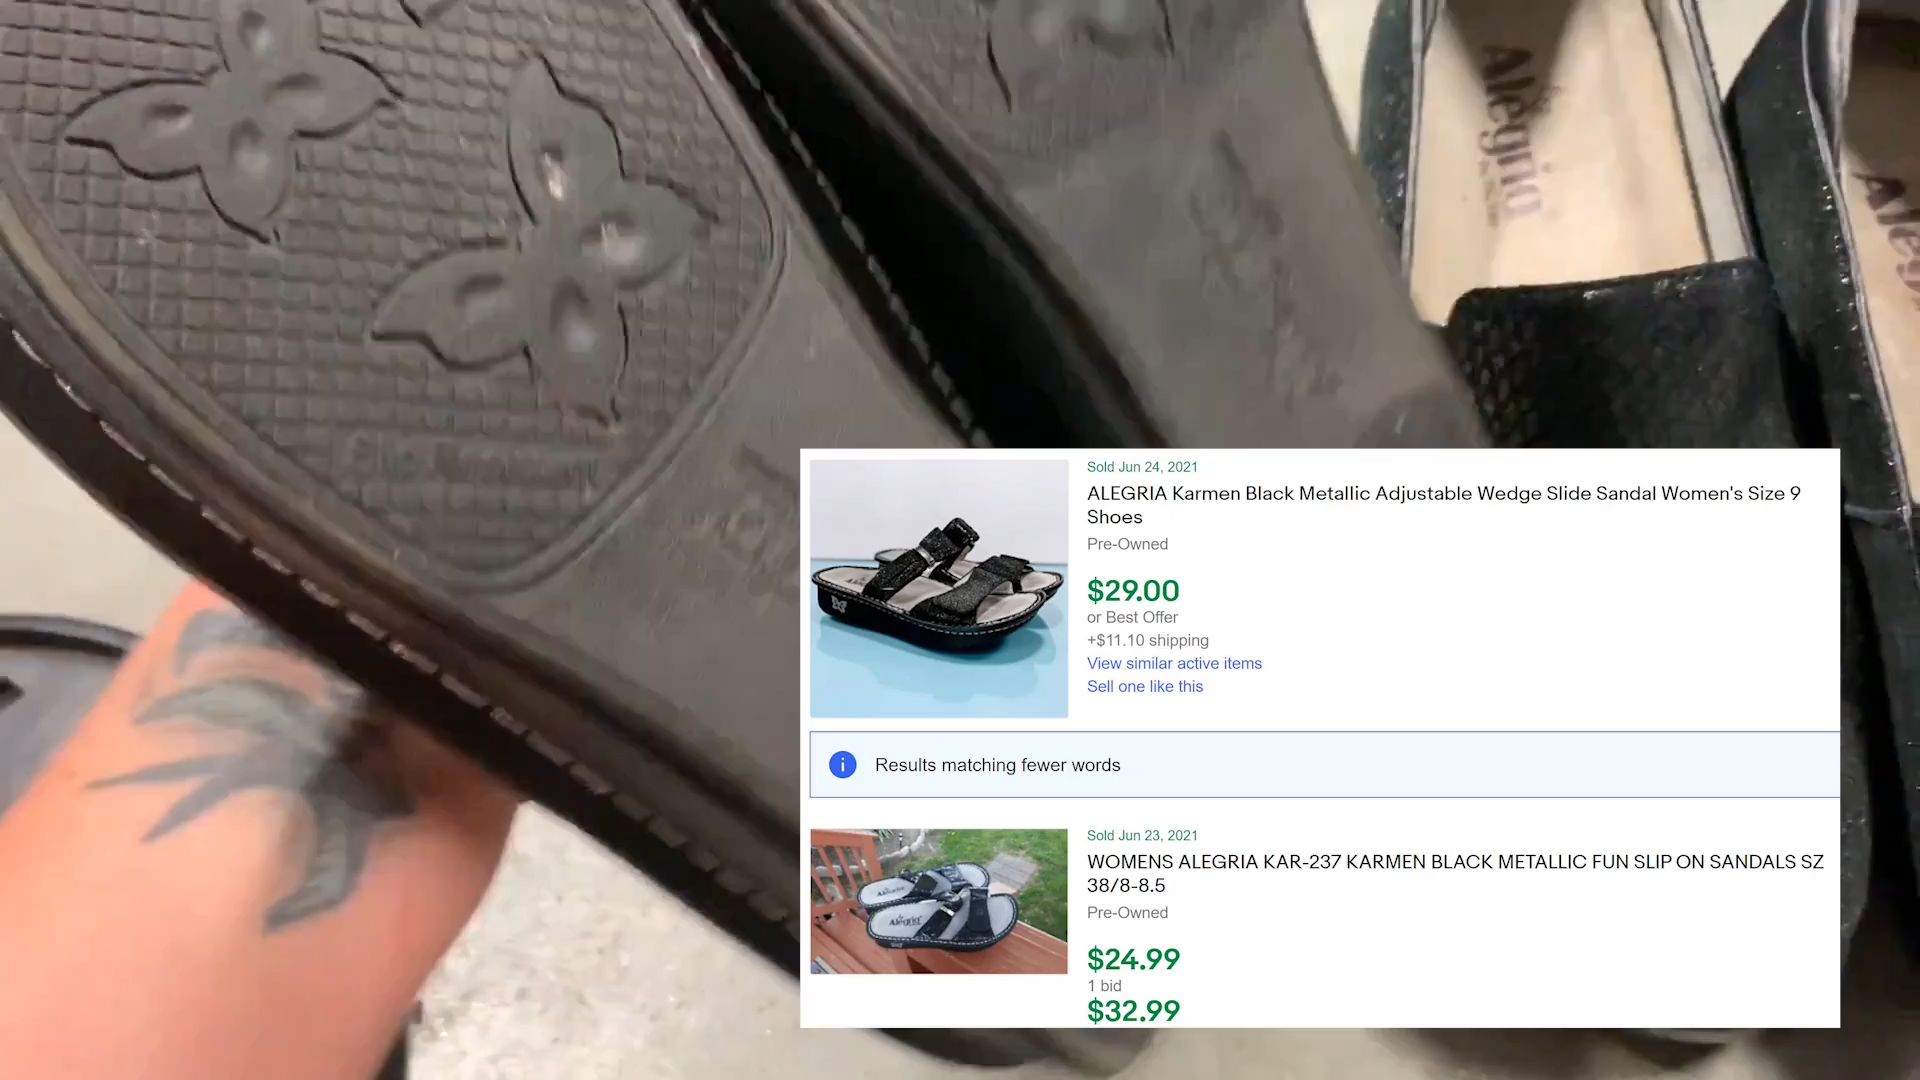 Alegria
Aleg
Sold Jun 24, 2021
ALEGRIA Karmen Black Metallic Adjustable Wedge Slide Sandal Women's Size 9
Shoes
Pre-Owned
$29.00
or Best Offer
+$11.10 shipping
View similar active items
Sell one like this
i
Results matching fewer words
Sold Jun 23, 2021
WOMENS ALEGRIA KAR-237 KARMEN BLACK METALLIC FUN SLIP ON SANDALS SZ
38/8-8.5
Pre-Owned
$24.99
1 bid
$32.99
Alegria